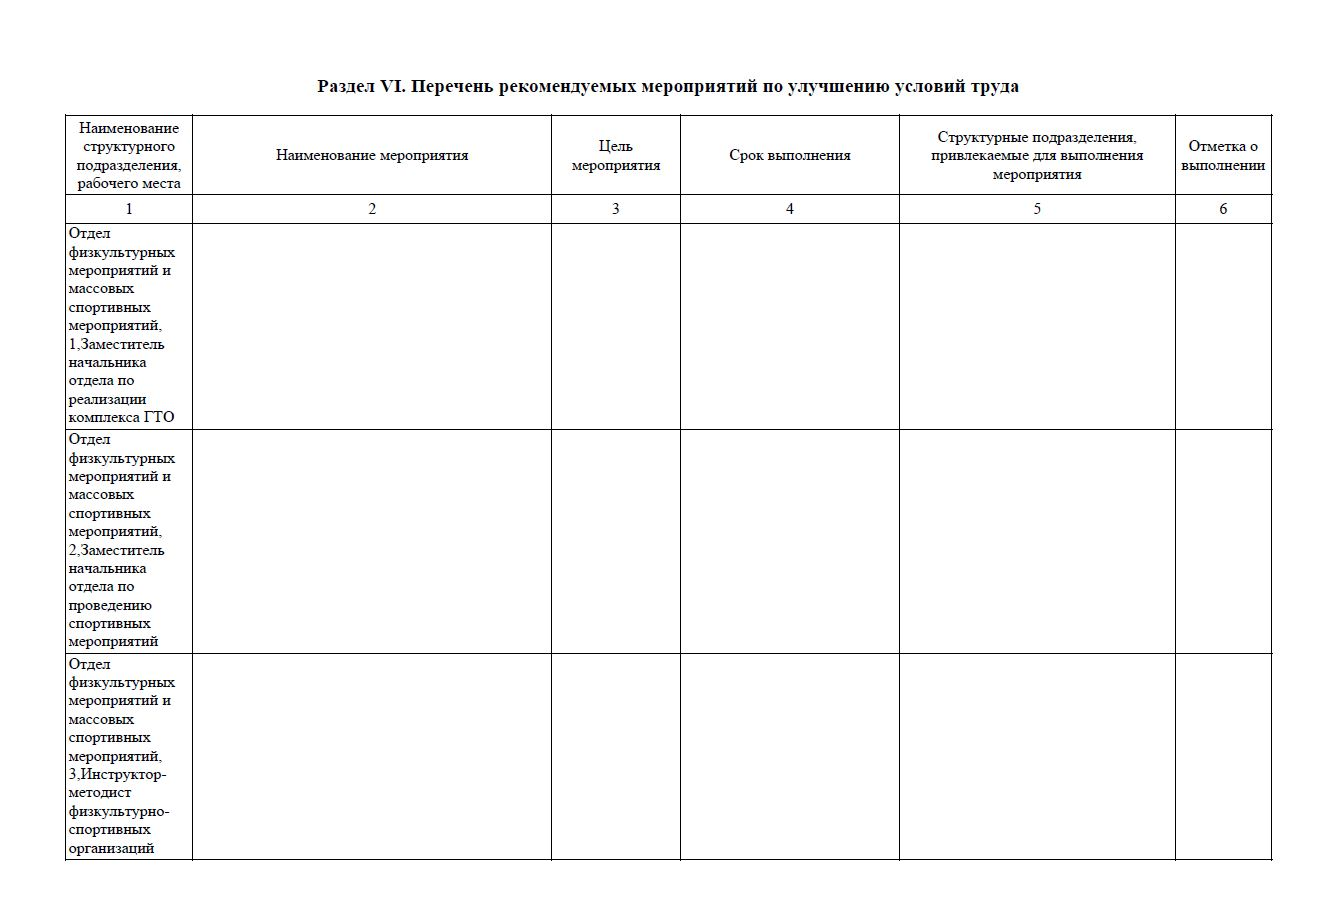 Раздел VI. Перечень рекомендуемых мероприятий по улучшению условий труда
Наименование
структурного
подразделения,
рабочего места
Наименование мероприятия
Цель
мероприятия
Срок выполнения
Структурные подразделения,
привлекаемые для выполнения
мероприятия
Отметка о
выполнении
1
2
3
4
5
6
Отдел
физкультурных
мероприятий и
массовых
спортивных
мероприятий,
1,Заместитель
начальника
отдела по
реализации
комплекса ГТО
Отдел
физкультурных
мероприятий и
массовых
спортивных
мероприятий,
2,Заместитель
начальника
отдела по
проведению
спортивных
мероприятий
Отдел
физкультурных
мероприятий и
массовых
спортивных
мероприятий,
3,Инструктор-
методист
физкультурно-
спортивных
организаций